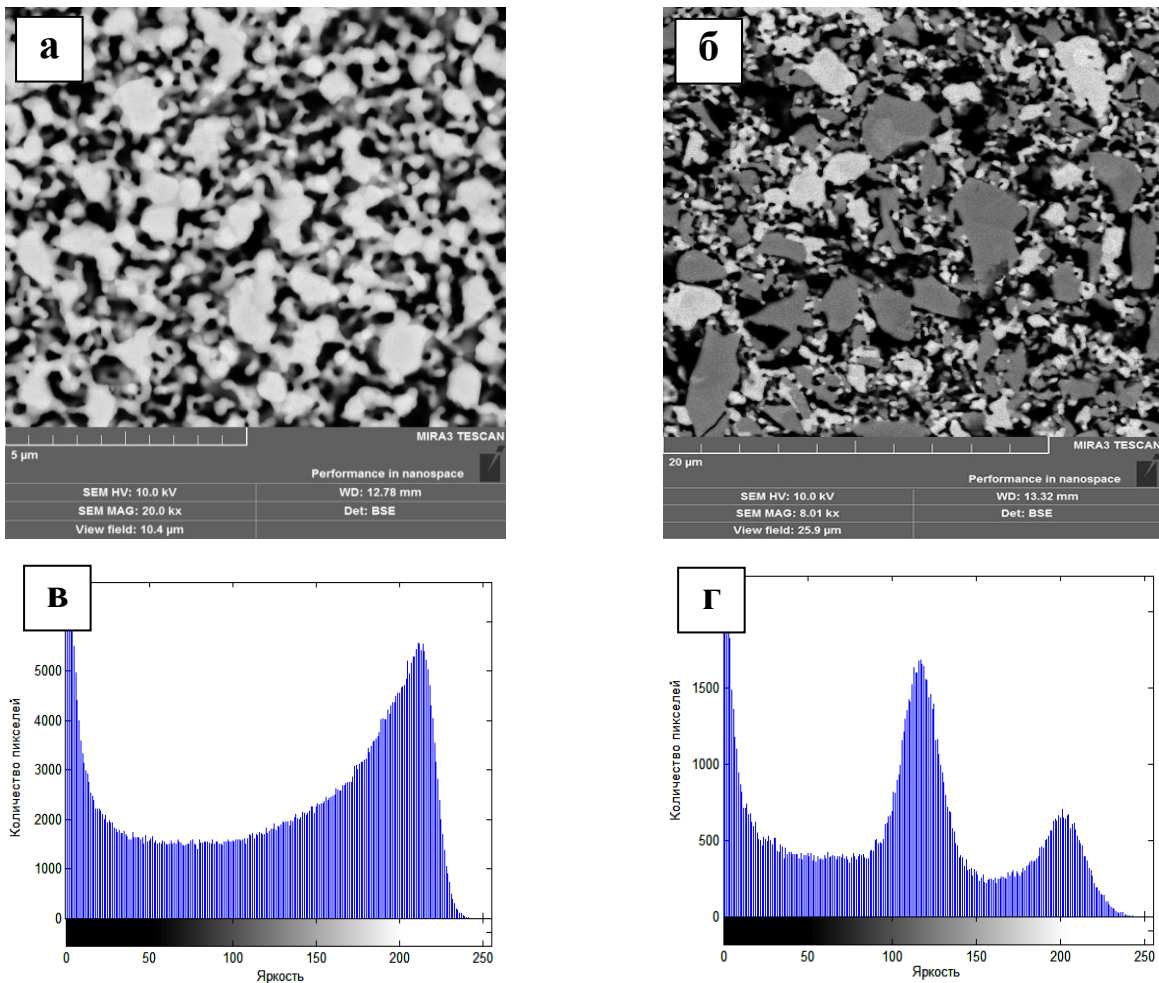 а
MIRA3 TESCAN
5 µm
Performance in nanospace
SEM HV: 10.0 kV
WD: 12.78 mm
SEM MAG: 20.0 kx
Det: BSE
View field: 10.4 µm
б
MIRA3 TESCAN
20 µm
Performance in nanospace
SEM HV: 10.0 kV
WD: 13.32 mm
SEM MAG: 8.01 kx
Det: BSE
View field: 25.9 µm
в
Количество пикселей
5000
4000
3000
2000
1000
0
0 50 100 150 200 250
Яркость
г
Количество пикселей
1500
1000
500
0
0 50 100 150 200 250
Яркость